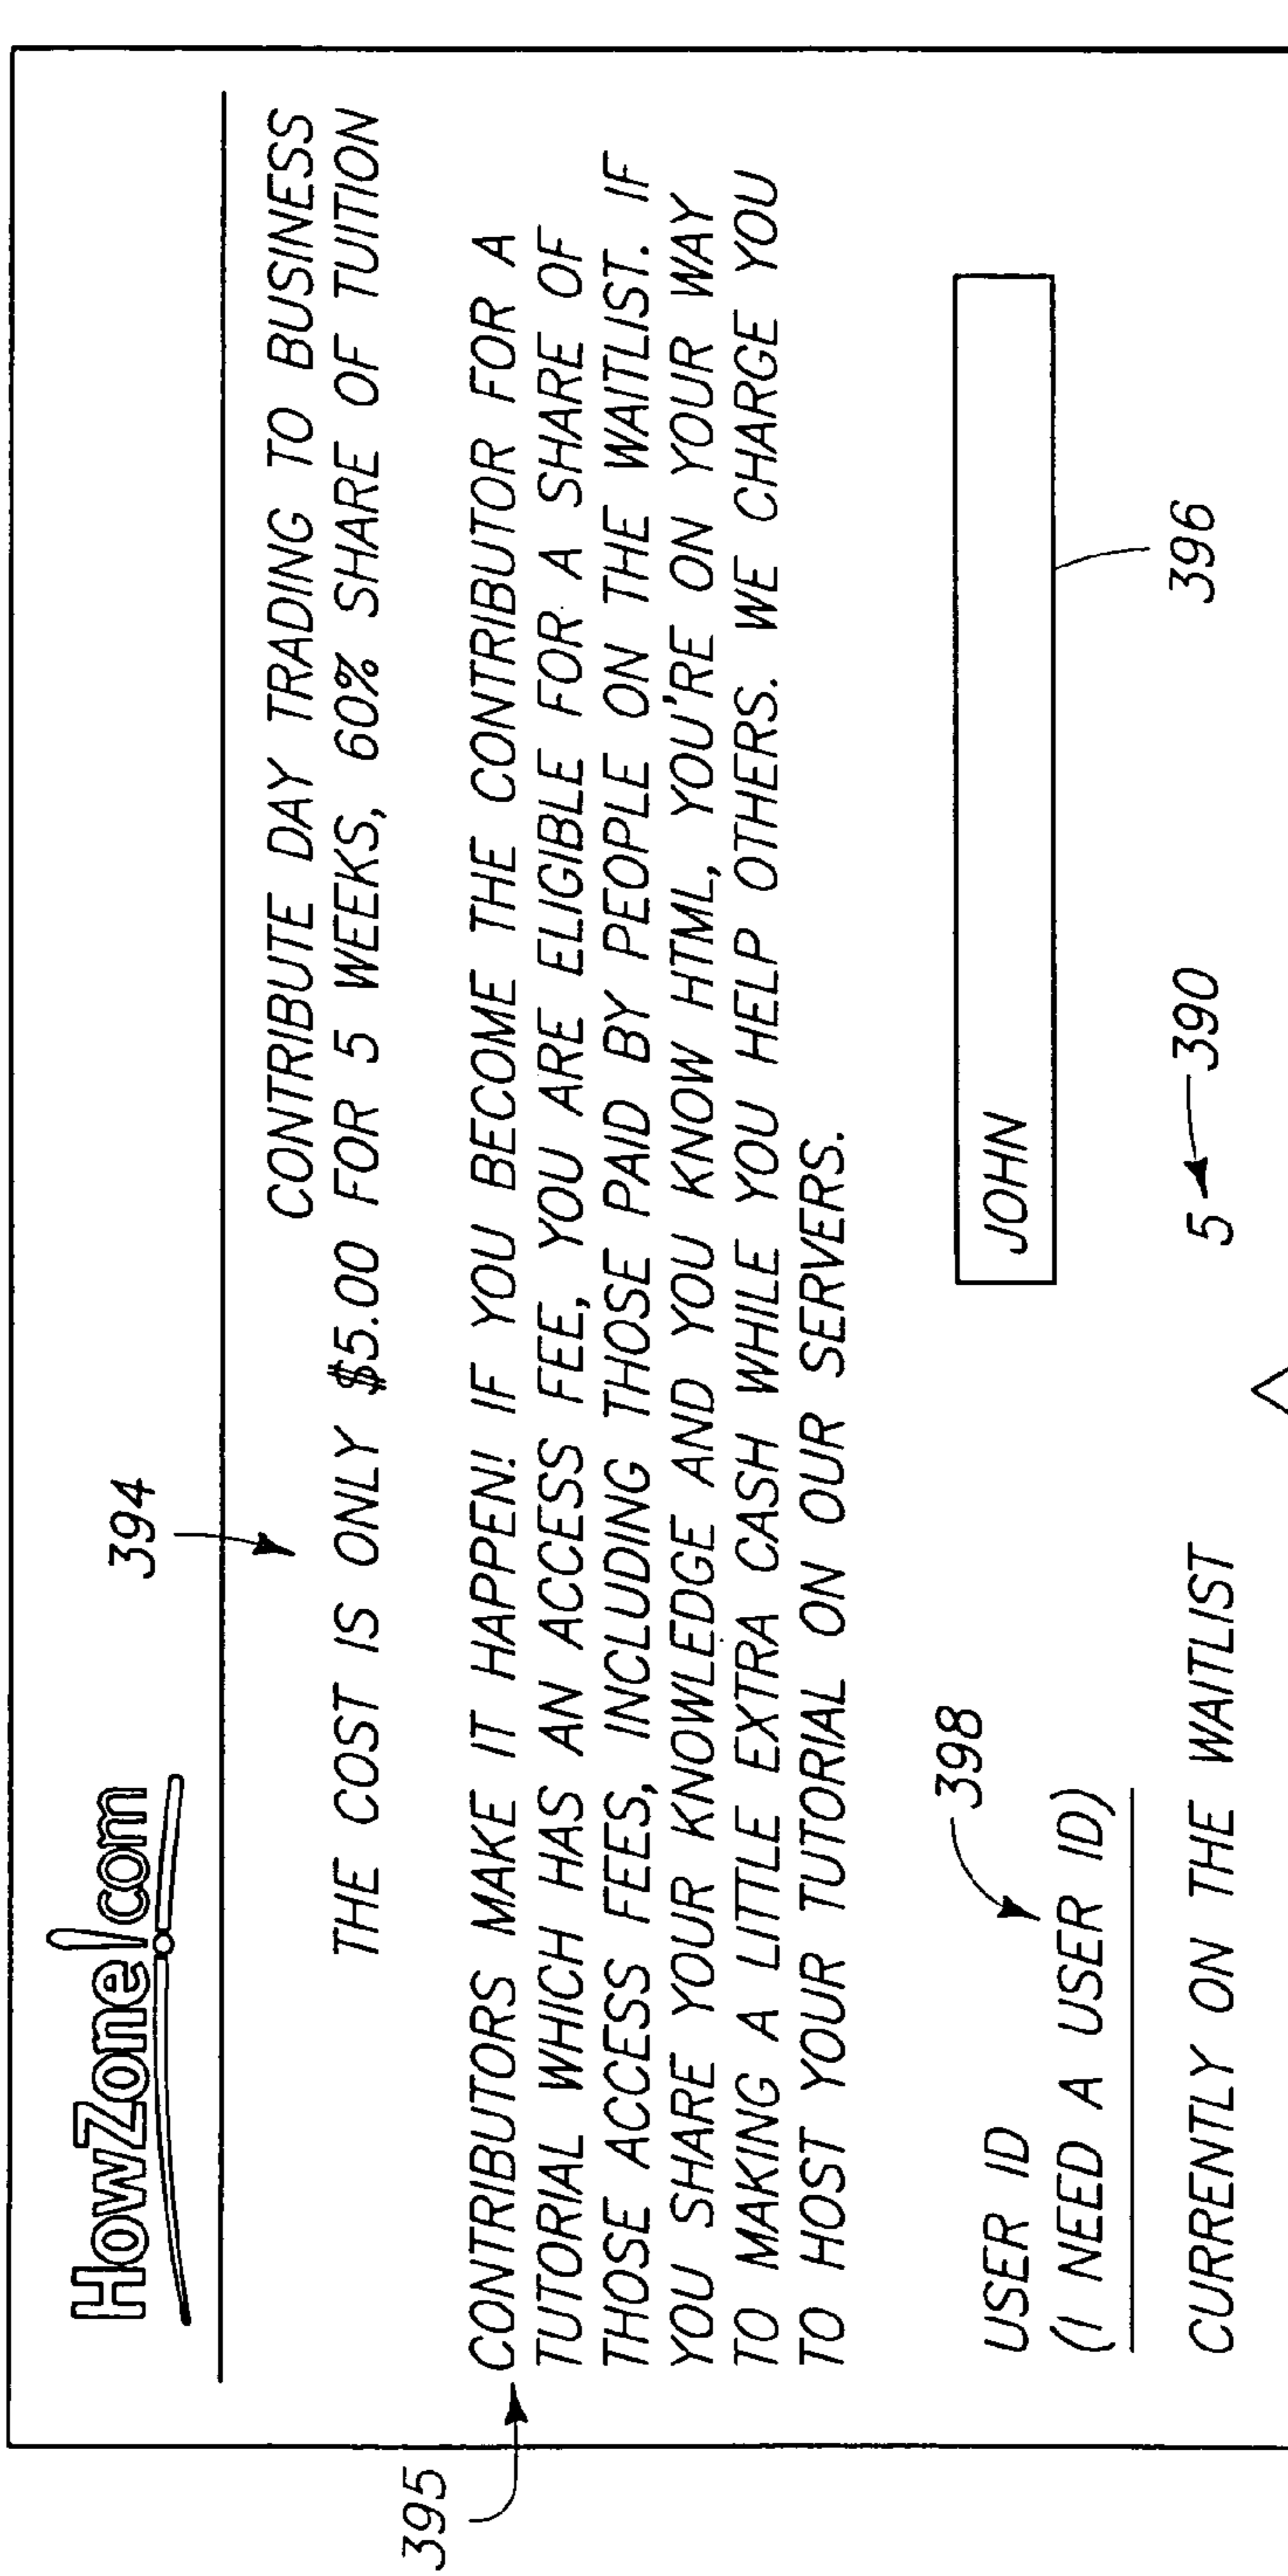 HowZone!com
394
CONTRIBUTE DAY TRADING TO BUSINESS
THE COST IS ONLY $5.00 FOR 5 WEEKS, 60% SHARE OF TUITION
395
CONTRIBUTORS MAKE IT HAPPEN! IF YOU BECOME THE CONTRIBUTOR FOR A
TUTORIAL WHICH HAS AN ACCESS FEE, YOU ARE ELIGIBLE FOR A SHARE OF
THOSE ACCESS FEES, INCLUDING THOSE PAID BY PEOPLE ON THE WAITLIST. IF
YOU SHARE YOUR KNOWLEDGE AND YOU KNOW HTML, YOU'RE ON YOUR WAY
TO MAKING A LITTLE EXTRA CASH WHILE YOU HELP OTHERS. WE CHARGE YOU
TO HOST YOUR TUTORIAL ON OUR SERVERS.
398
USER ID
JOHN
(I NEED A USER ID)
396
CURRENTLY ON THE WAITLIST 5 390